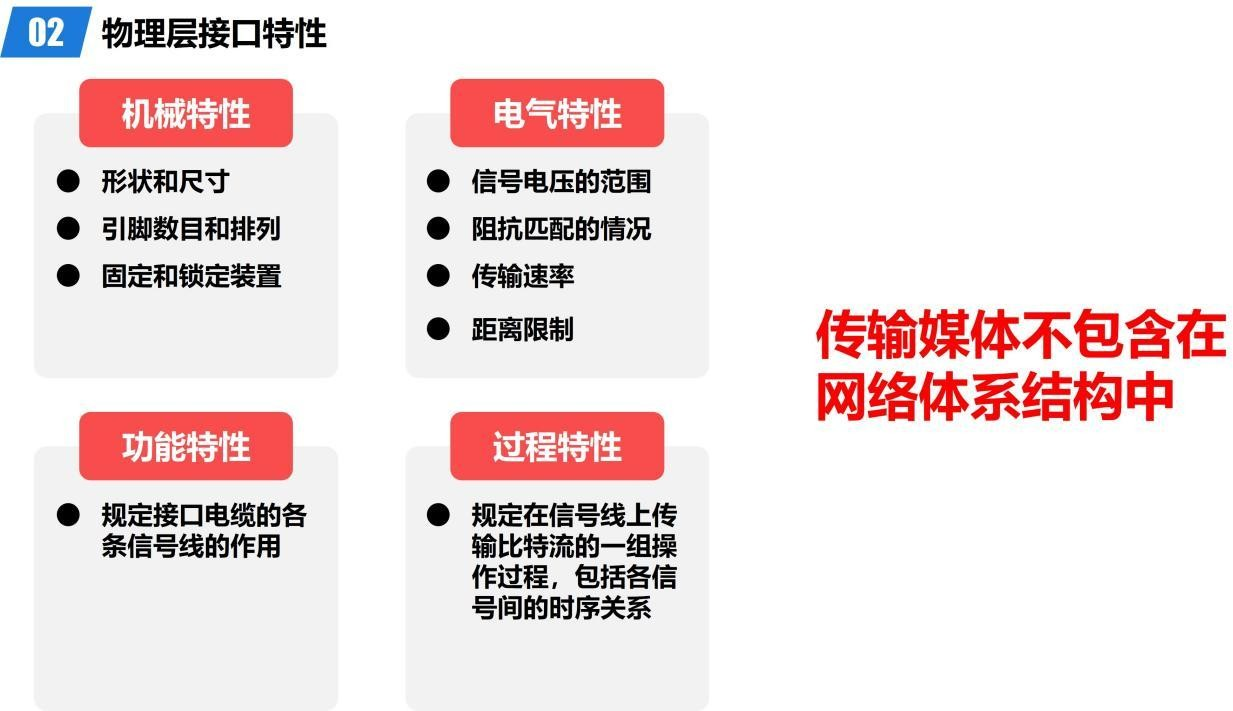 02 物理层接口特性
机械特性
● 形状和尺寸
● 引脚数目和排列
● 固定和锁定装置
电气特性
● 信号电压的范围
● 阻抗匹配的情况
● 传输速率
● 距离限制
功能特性
● 规定接口电缆的各
条信号线的作用
过程特性
● 规定在信号线上传
输比特流的一组操
作过程，包括各信
号间的时序关系
传输媒体不包含在
网络体系结构中